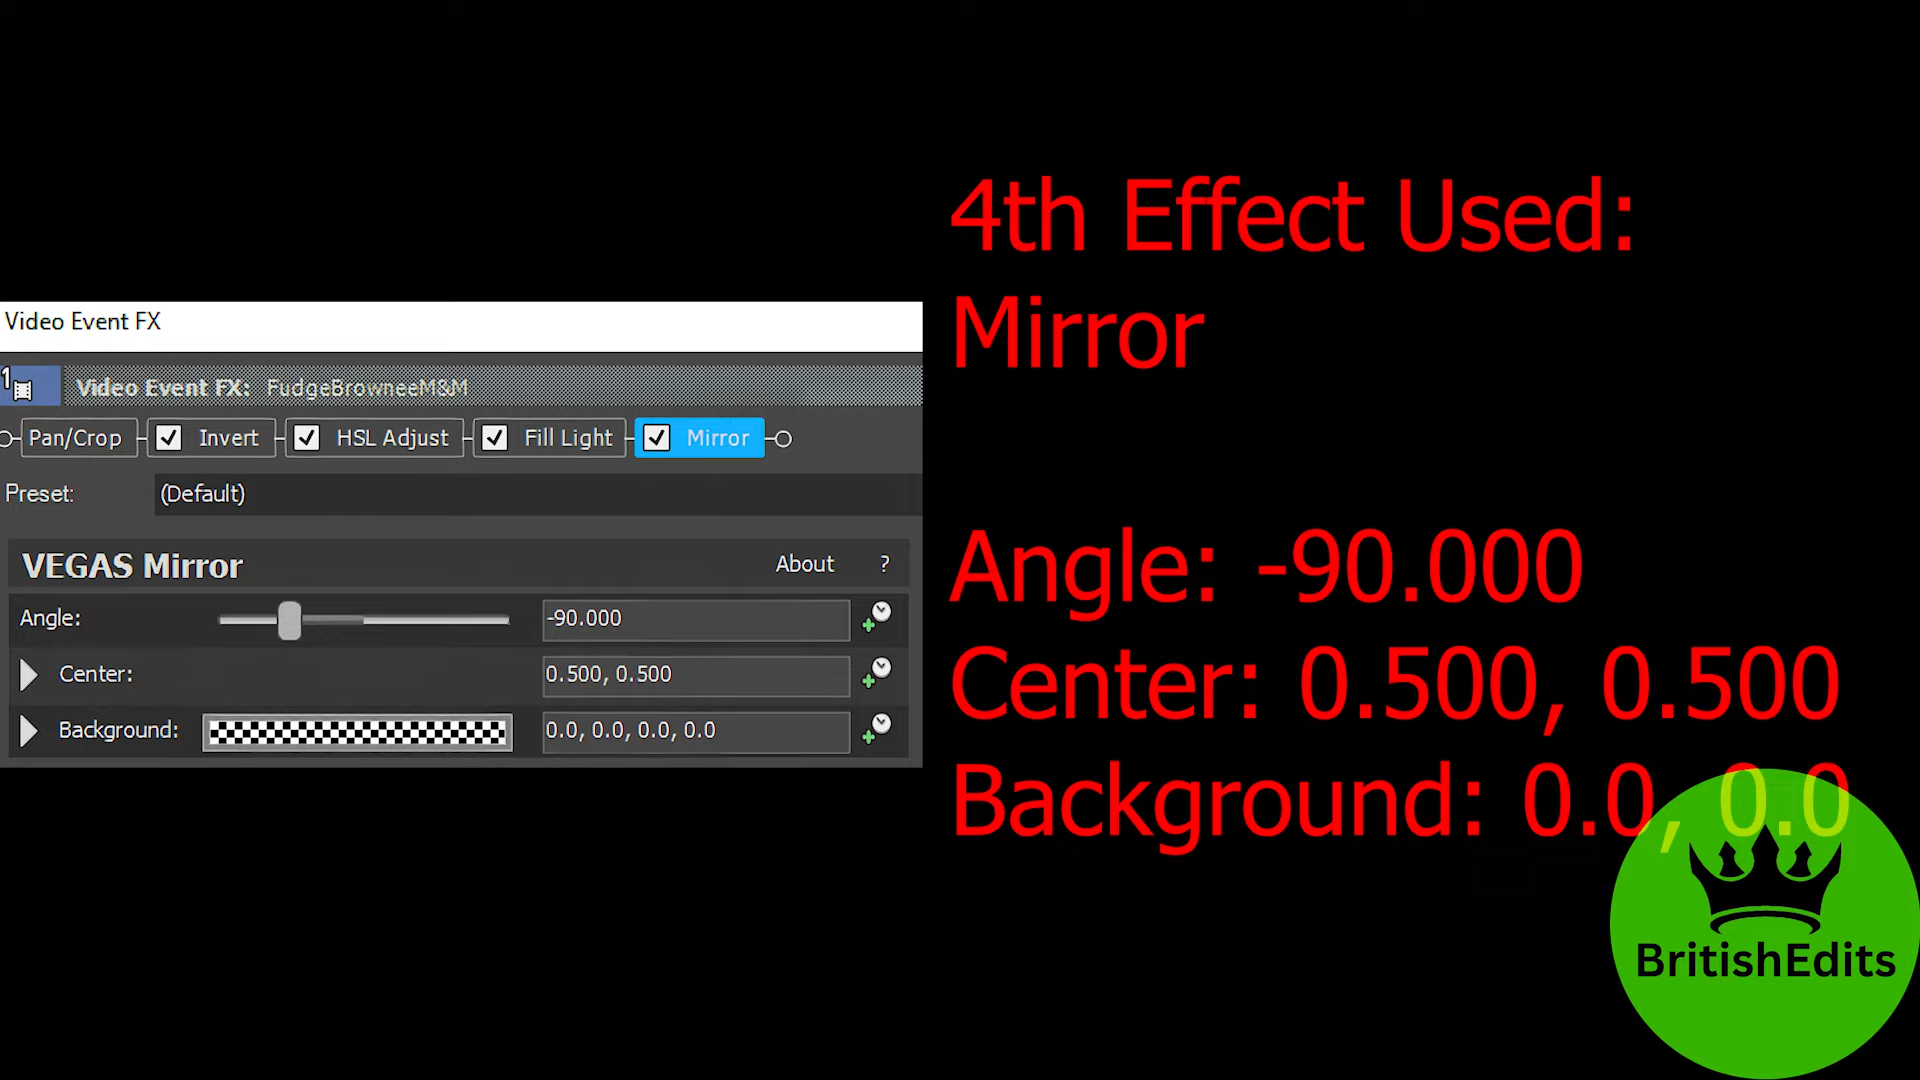 4th Effect Used:
Mirror
Video Event FX
1 Video Event FX: FudgeBrowneeM&M
Pan/Crop Invert HSL Adjust Fill Light Mirror
Preset: (Default)
VEGAS Mirror About ?
Angle: -90.000
Center: 0.500, 0.500
Background: 0.0, 0.0, 0.0, 0.0
Angle: -90.000
Center: 0.500, 0.500
Background: 0.0, 0.0
BritishEdits